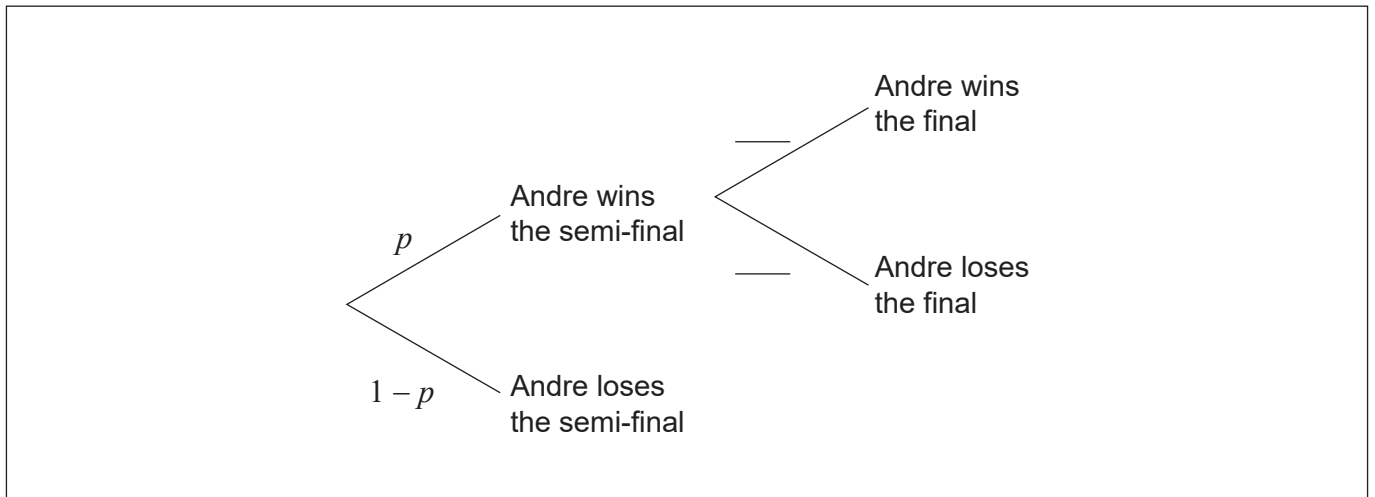 Andre wins
the final
Andre wins
the semi-final
p
Andre loses
the final
1 – p
Andre loses
the semi-final